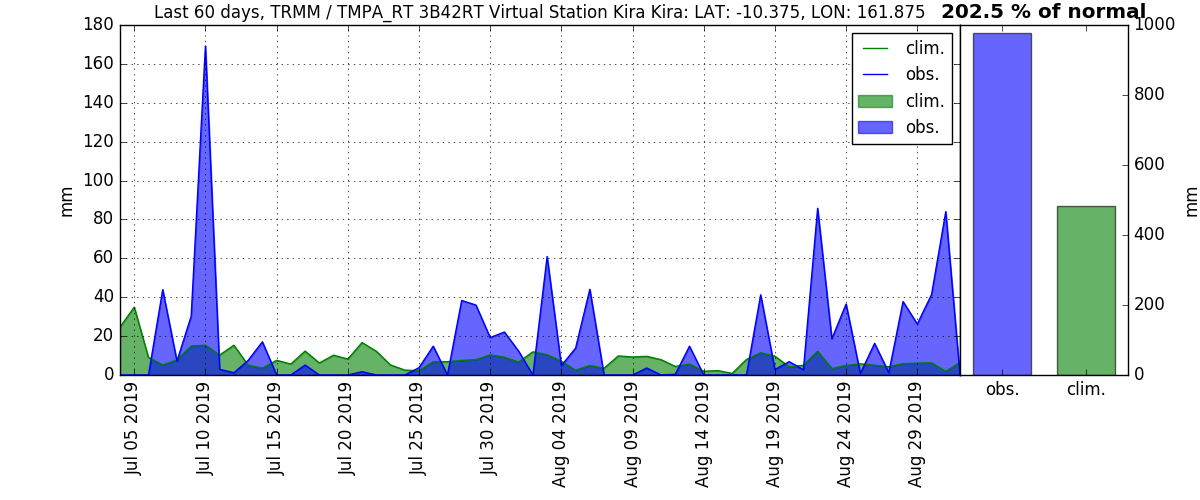 Last 60 days, TRMM / TMPA_RT 3B42RT Virtual Station Kira Kira: LAT: -10.375, LON: 161.875
202.5 % of normal
180
160
140
120
100
80
60
40
20
0
mm
clim.
obs.
clim.
obs.
1000
800
600
400
200
0
mm
obs.
clim.
Jul 05 2019
Jul 10 2019
Jul 15 2019
Jul 20 2019
Jul 25 2019
Jul 30 2019
Aug 04 2019
Aug 09 2019
Aug 14 2019
Aug 19 2019
Aug 24 2019
Aug 29 2019